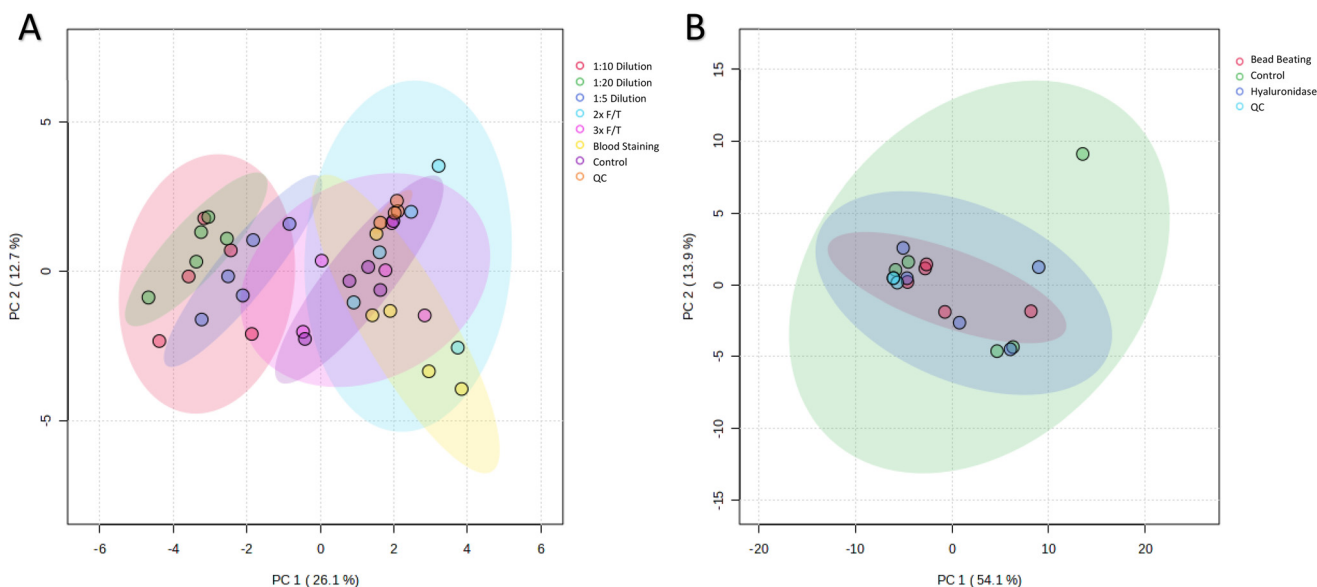 A
B
1:10 Dilution
1:20 Dilution
1:5 Dilution
2x F/T
3x F/T
Blood Staining
Control
QC
PC 2 ( 12.7 %)
5
0
-5
-6
-4
-2
0
2
4
6
PC 1 ( 26.1 %)
Bead Beating
Control
Hyaluronidase
QC
PC 2 ( 13.9 %)
15
10
5
0
-5
-10
-15
-20
-10
0
10
20
PC 1 ( 54.1 %)